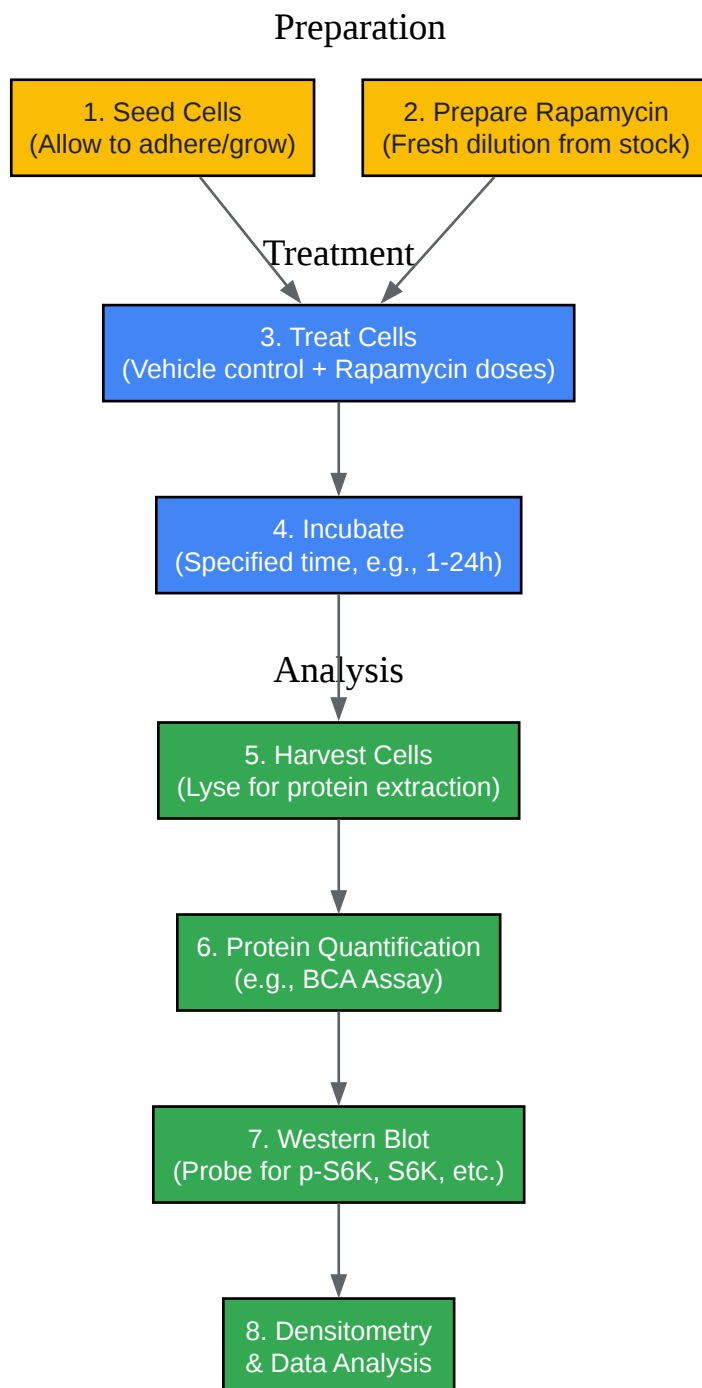 Preparation
1. Seed Cells
(Allow to adhere/grow)
2. Prepare Rapamycin
(Fresh dilution from stock)
Treatment
3. Treat Cells
(Vehicle control + Rapamycin doses)
4. Incubate
(Specified time, e.g., 1-24h)
Analysis
5. Harvest Cells
(Lyse for protein extraction)
6. Protein Quantification
(e.g., BCA Assay)
7. Western Blot
(Probe for p-S6K, S6K, etc.)
8. Densitometry
& Data Analysis